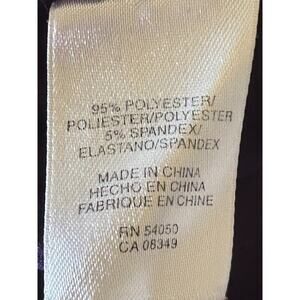 95% POLYESTER/
POLIESTER/POLYESTER
5% SPANDEX/
ELASTANO/SPANDEX
MADE IN CHINA
HECHO EN CHINA
FABRIQUE EN CHINE
RN 54050
CA 08349